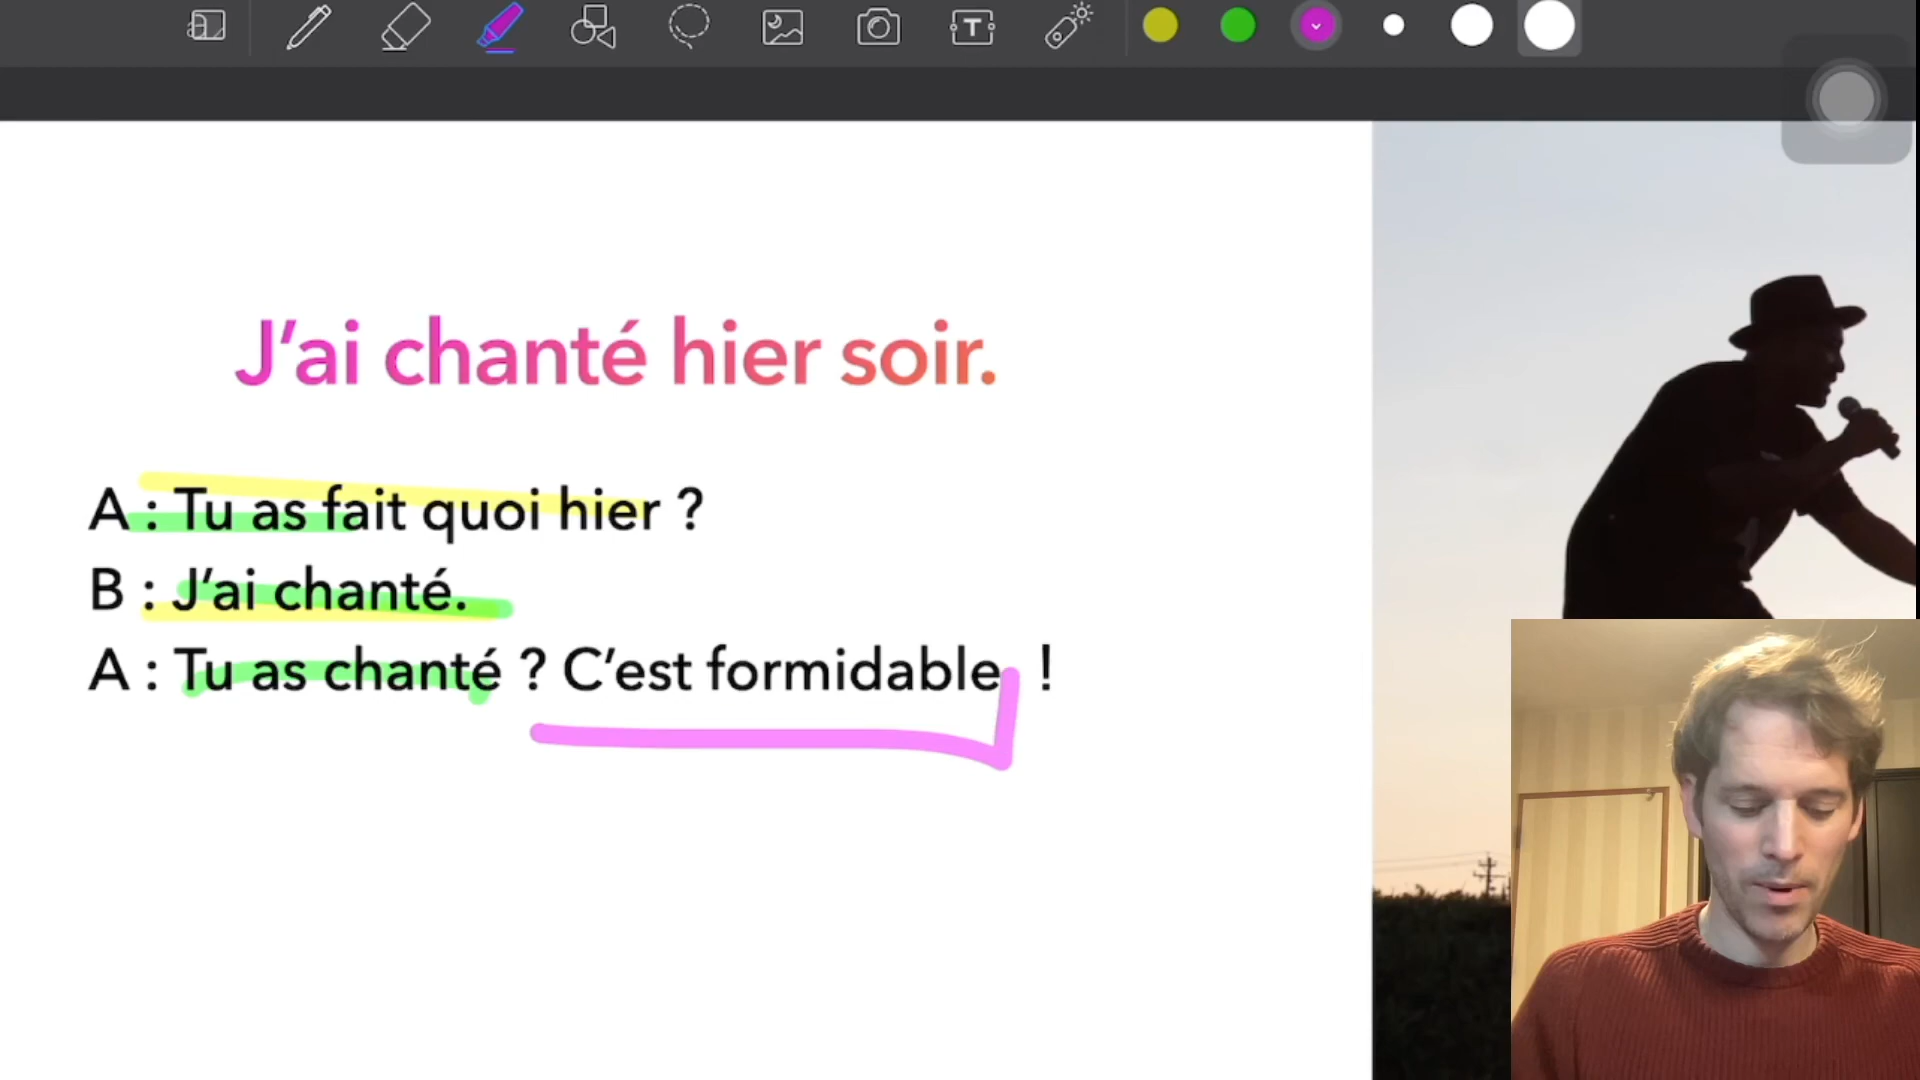 J’ai chanté hier soir.
A : Tu as fait quoi hier ?
B : J’ai chanté.
A : Tu as chanté ? C’est formidable !